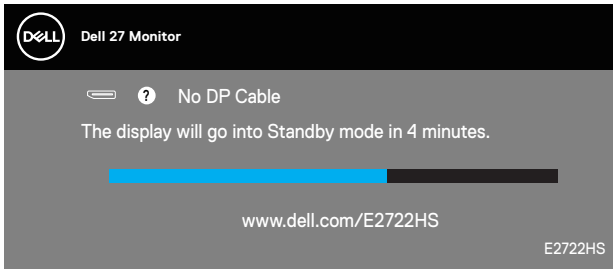 DELL Dell 27 Monitor
? No DP Cable
The display will go into Standby mode in 4 minutes.
www.dell.com/E2722HS
E2722HS